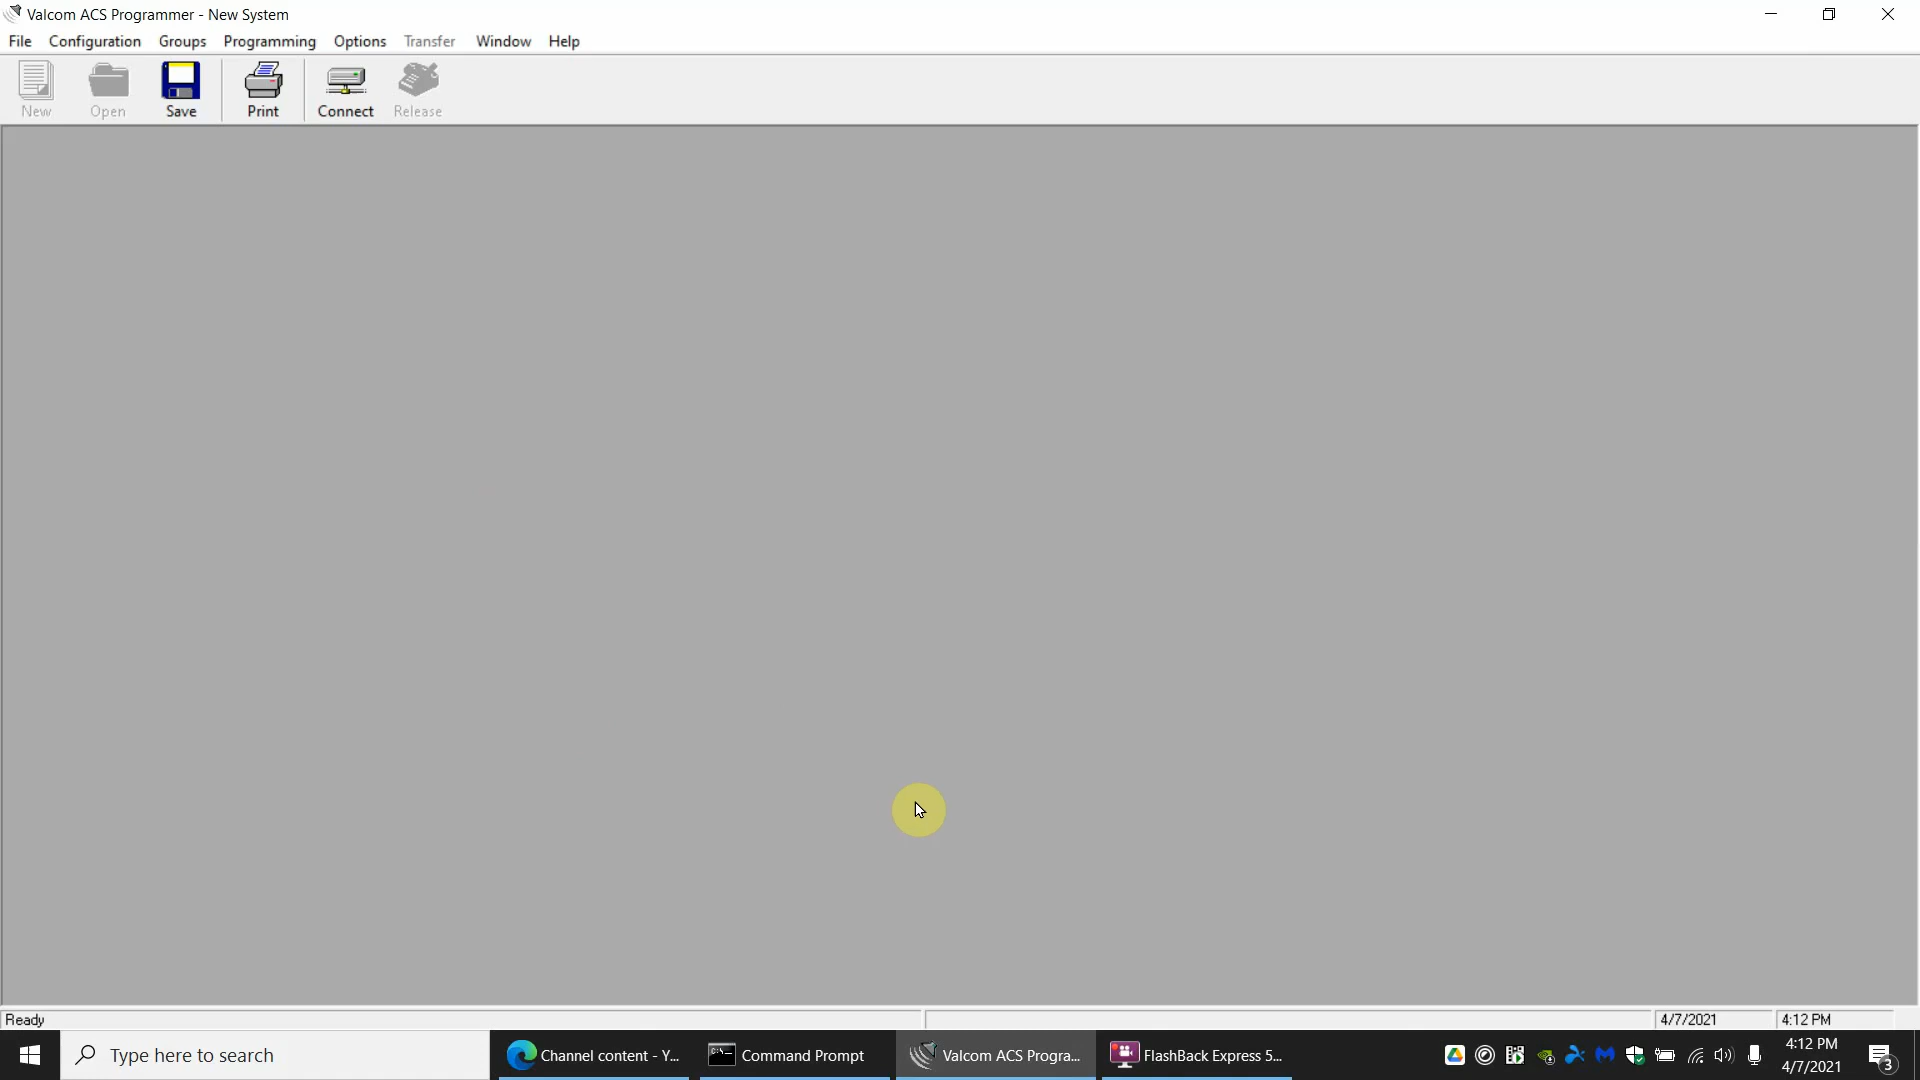 Valcom ACS Programmer - New System
File Configuration Groups Programming Options Transfer Window Help
New Open Save Print Connect Release
Ready 4/7/2021 4:12 PM
Type here to search
Channel content - Y...
C:\_
Command Prompt
Valcom ACS Progra...
FlashBack Express 5...
4:12 PM
4/7/2021
3